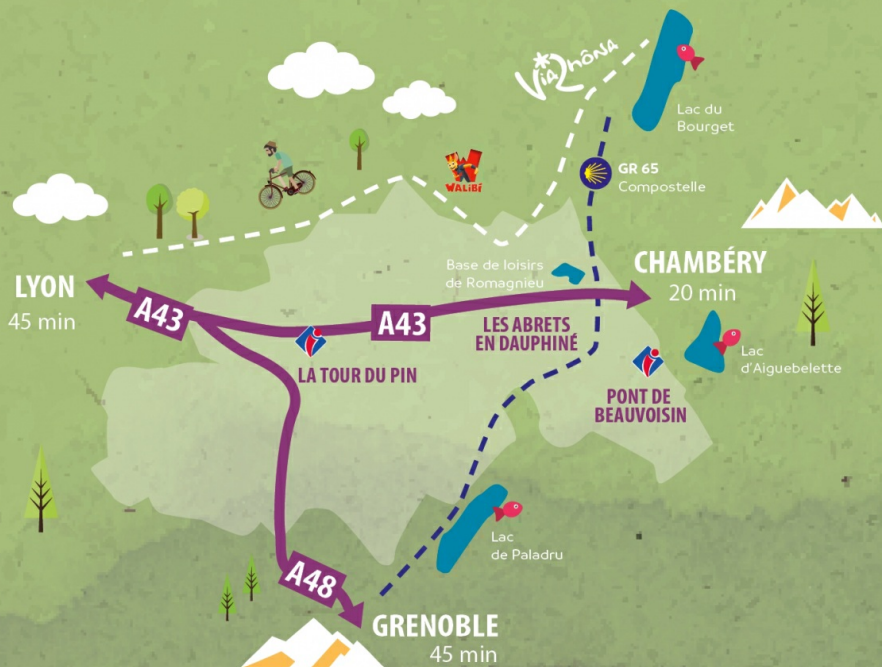 ViaRhôna
Lac du
Bourget
GR 65
Compostelle
WALiBi
Base de loisirs
de Romagnieu
CHAMBÉRY
20 min
LYON
45 min
A43
A43
LES ABRETS
EN DAUPHINÉ
LA TOUR DU PIN
Lac
d'Aiguebelette
PONT DE
BEAUVOISIN
Lac
de Paladru
A48
GRENOBLE
45 min